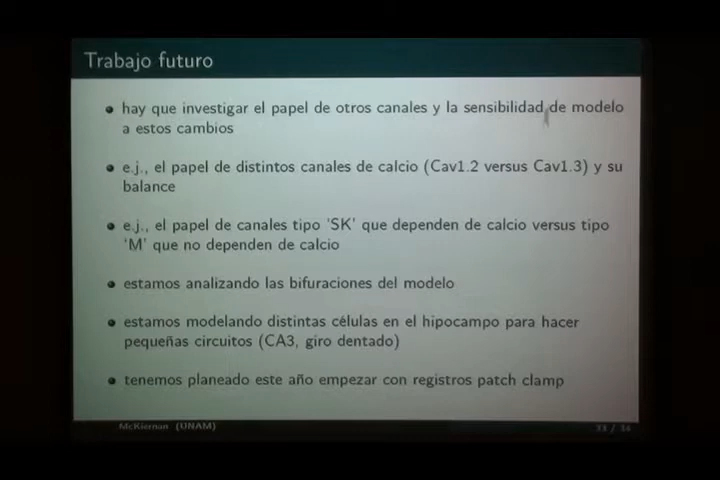 Trabajo futuro
hay que investigar el papel de otros canales y la sensibilidad de modelo
a estos cambios
e.j., el papel de distintos canales de calcio (Cav1.2 versus Cav1.3) y su
balance
e.j., el papel de canales tipo 'SK' que dependen de calcio versus tipo
'M' que no dependen de calcio
estamos analizando las bifuraciones del modelo
estamos modelando distintas células en el hipocampo para hacer
pequeñas circuitos (CA3, giro dentado)
tenemos planeado este año empezar con registros patch clamp
McKiernan (UNAM)